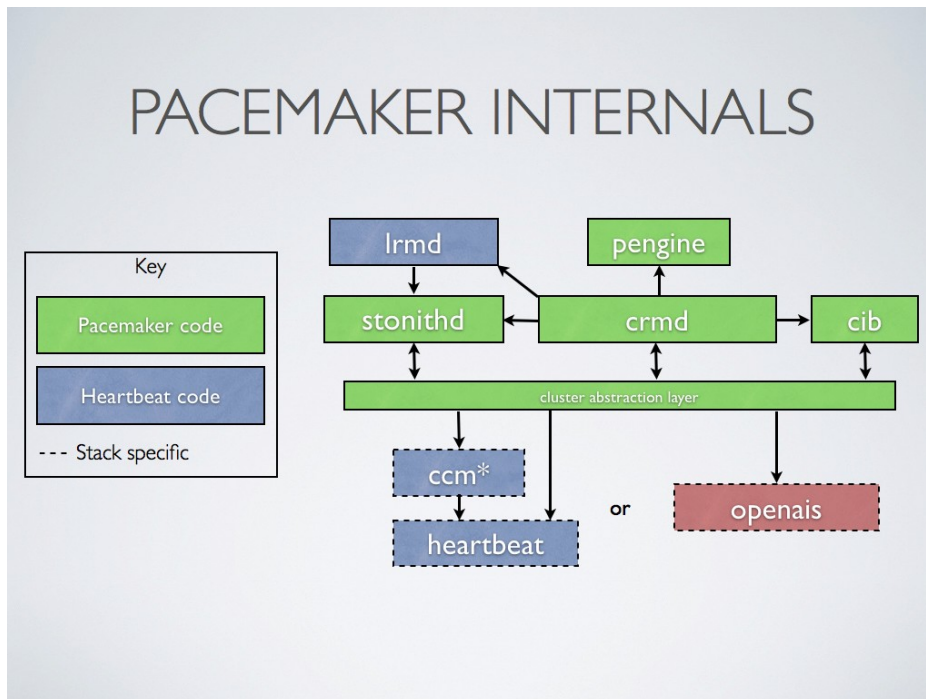 PACEMAKER INTERNALS
Key
Pacemaker code
Heartbeat code
--- Stack specific
lrmd
pengine
stonithd
crmd
cib
cluster abstraction layer
ccm*
heartbeat
or
openais